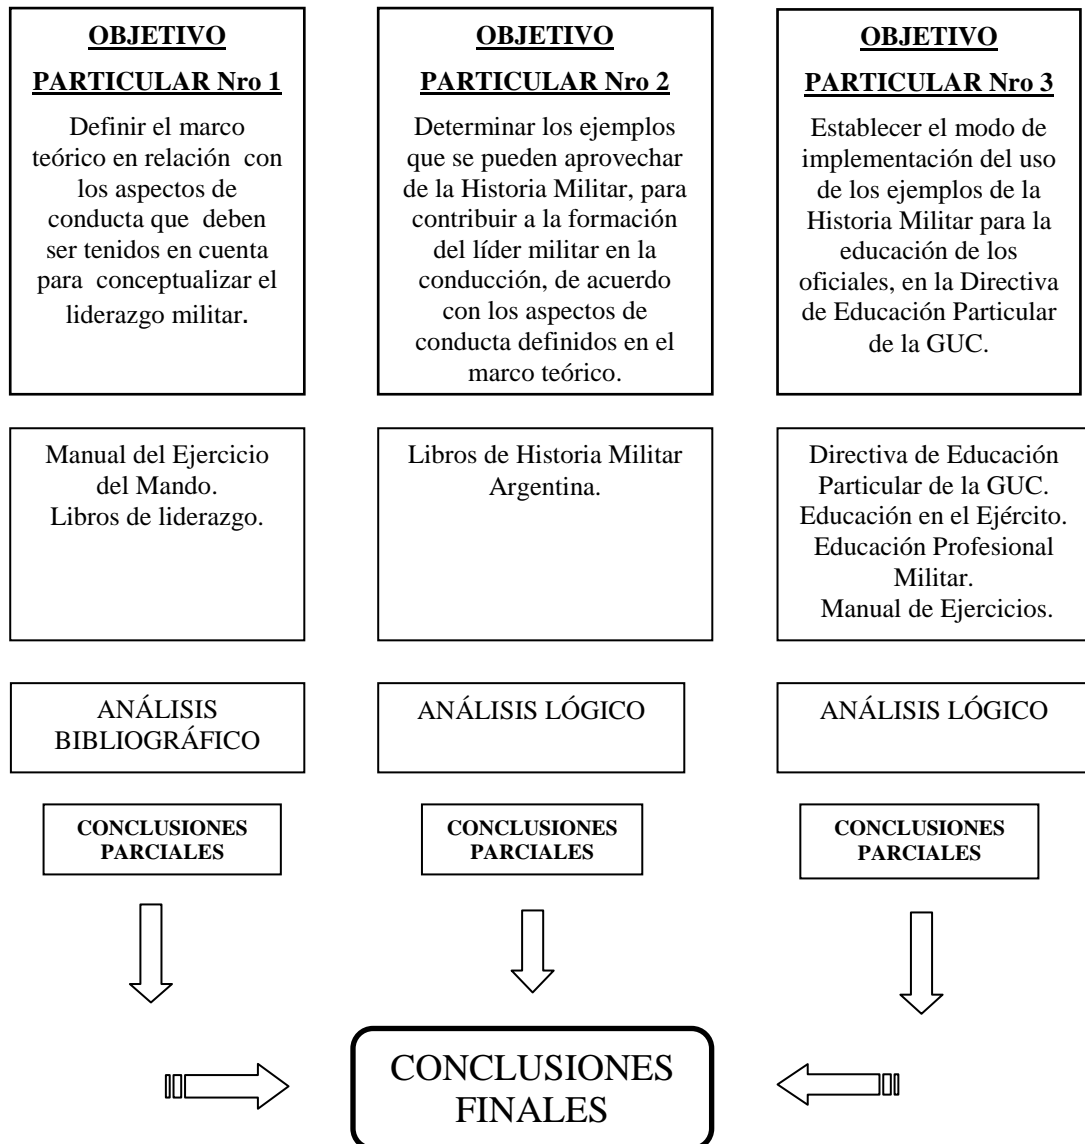 OBJETIVO
PARTICULAR Nro 1
Definir el marco
teórico en relación con
los aspectos de
conducta que deben
ser tenidos en cuenta
para conceptualizar el
liderazgo militar.
OBJETIVO
PARTICULAR Nro 2
Determinar los ejemplos
que se pueden aprovechar
de la Historia Militar, para
contribuir a la formación
del líder militar en la
conducción, de acuerdo
con los aspectos de
conducta definidos en el
marco teórico.
OBJETIVO
PARTICULAR Nro 3
Establecer el modo de
implementación del uso
de los ejemplos de la
Historia Militar para la
educación de los
oficiales, en la Directiva
de Educación Particular
de la GUC.
Manual del Ejercicio
del Mando.
Libros de liderazgo.
Libros de Historia Militar
Argentina.
Directiva de Educación
Particular de la GUC.
Educación en el Ejército.
Educación Profesional
Militar.
Manual de Ejercicios.
ANÁLISIS
BIBLIOGRÁFICO
ANÁLISIS LÓGICO
ANÁLISIS LÓGICO
CONCLUSIONES
PARCIALES
CONCLUSIONES
PARCIALES
CONCLUSIONES
PARCIALES
CONCLUSIONES
FINALES